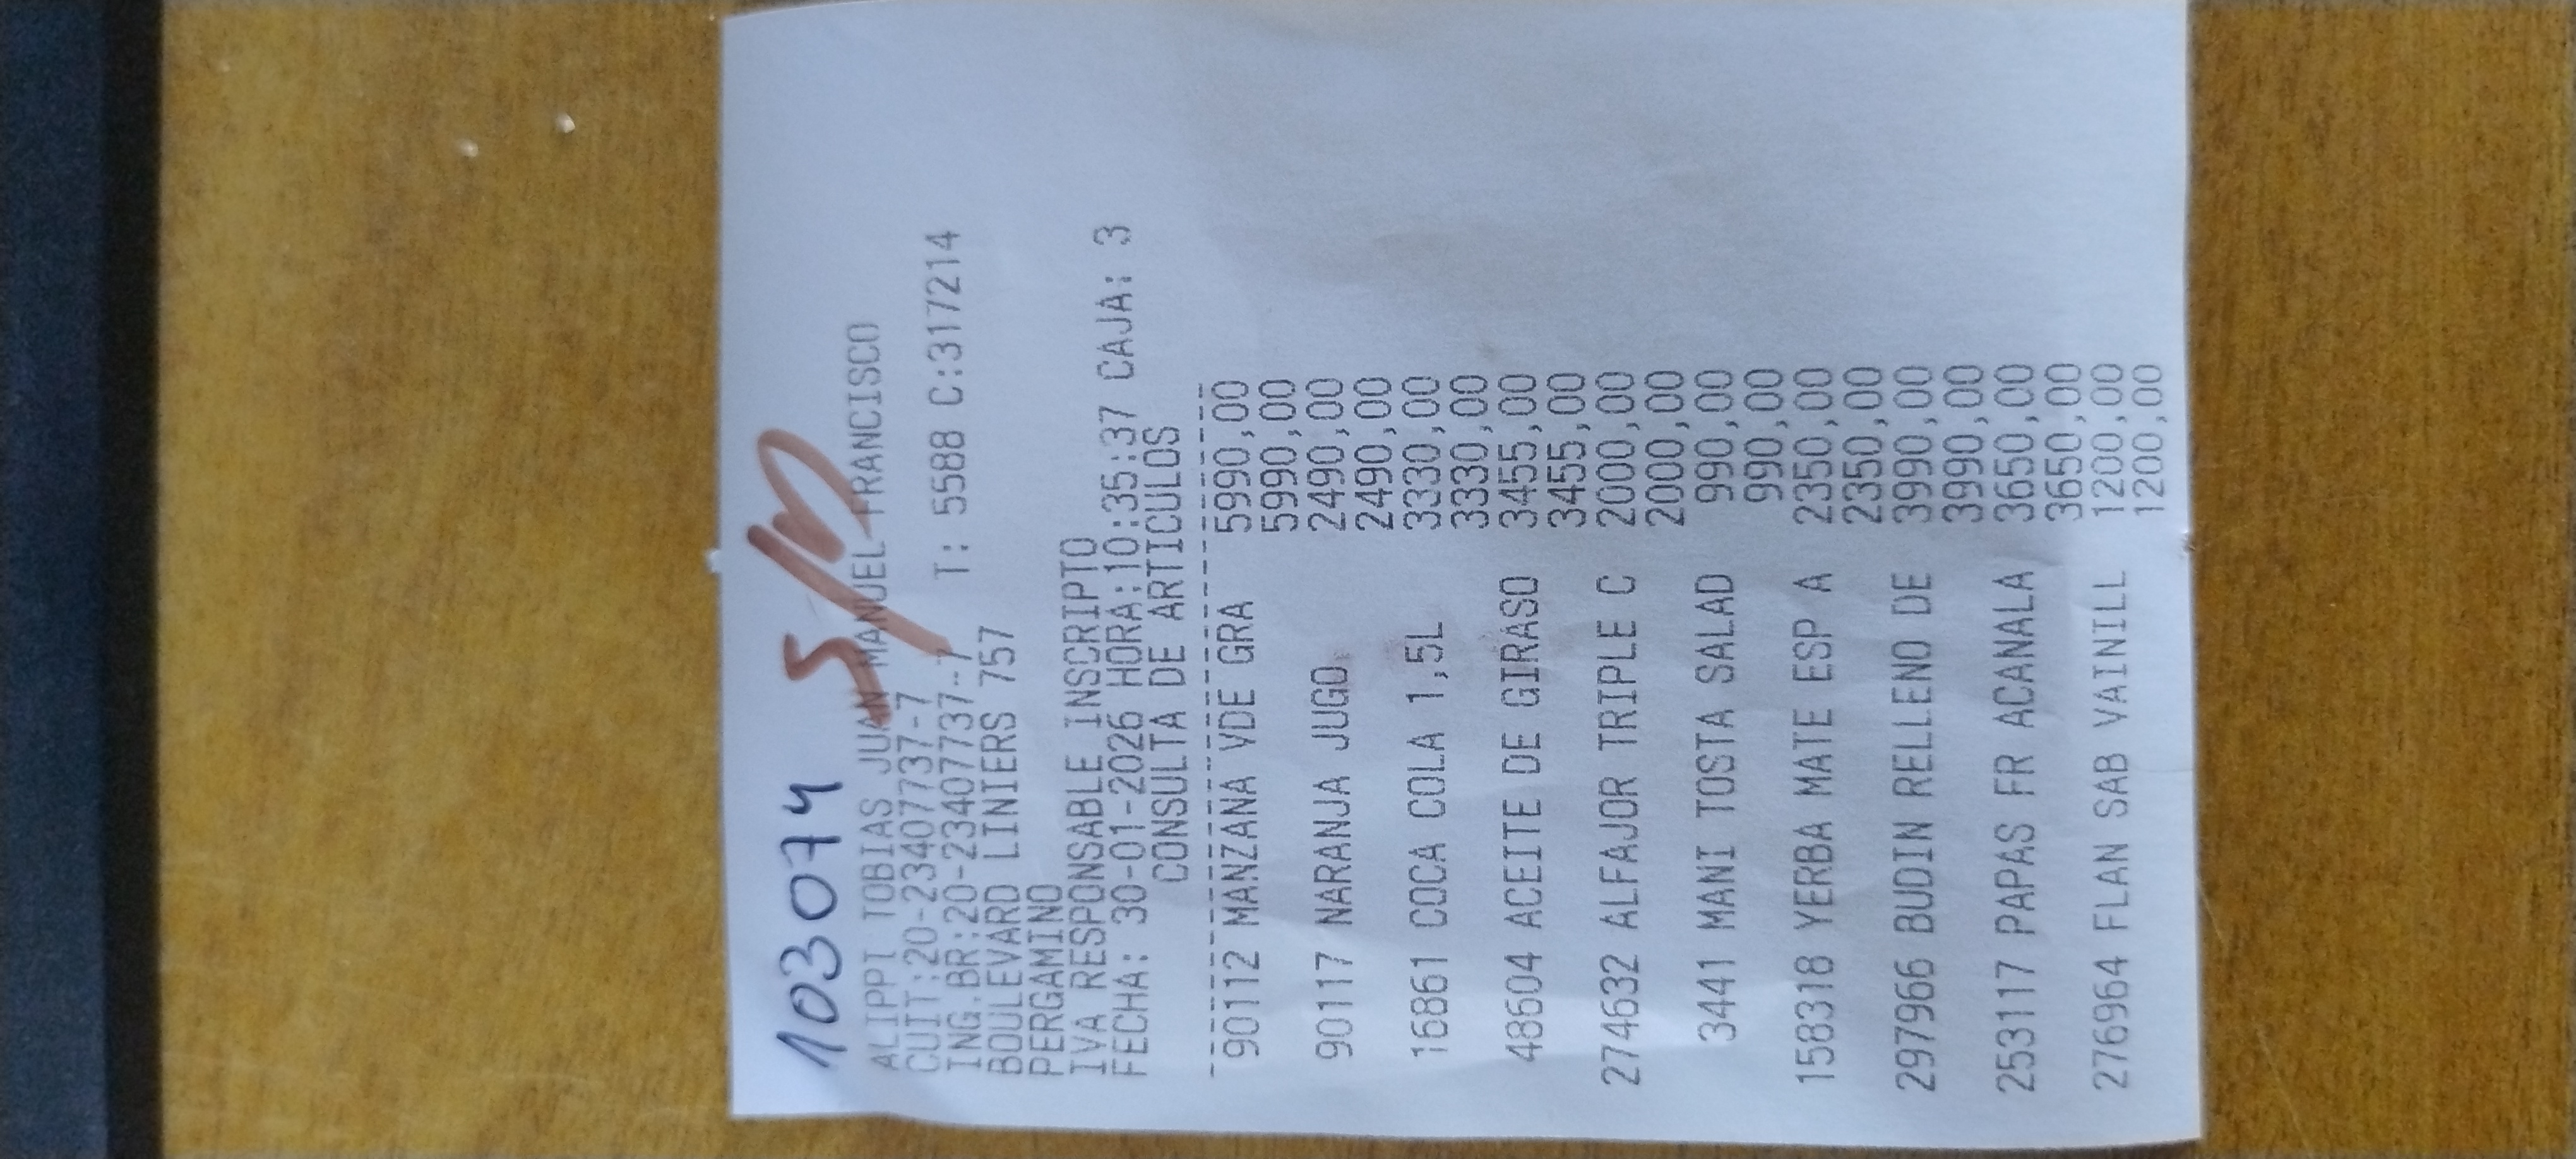 103074
ALIPPI TOBIAS JUAN MANUEL FRANCISCO
CUIT:20-23407737-7
ING.BR:20-23407737-7 T: 5588 C:317214
BOULEVARD LINIERS 757
PERGAMINO
IVA RESPONSABLE INSCRIPTO
FECHA: 30-01-2026 HORA:10:35:37 CAJA: 3
CONSULTA DE ARTICULOS
90112 MANZANA VDE GRA 5990,00
5990,00
90117 NARANJA JUGO 2490,00
2490,00
16861 COCA COLA 1,5L 3330,00
3330,00
48604 ACEITE DE GIRASO 3455,00
3455,00
274632 ALFAJOR TRIPLE C 2000,00
2000,00
3441 MANI TOSTA SALAD 990,00
990,00
158318 YERBA MATE ESP A 2350,00
2350,00
297966 BUDIN RELLENO DE 3990,00
3990,00
253117 PAPAS FR ACANALA 3650,00
3650,00
276964 FLAN SAB VAINILL 1200,00
1200,00